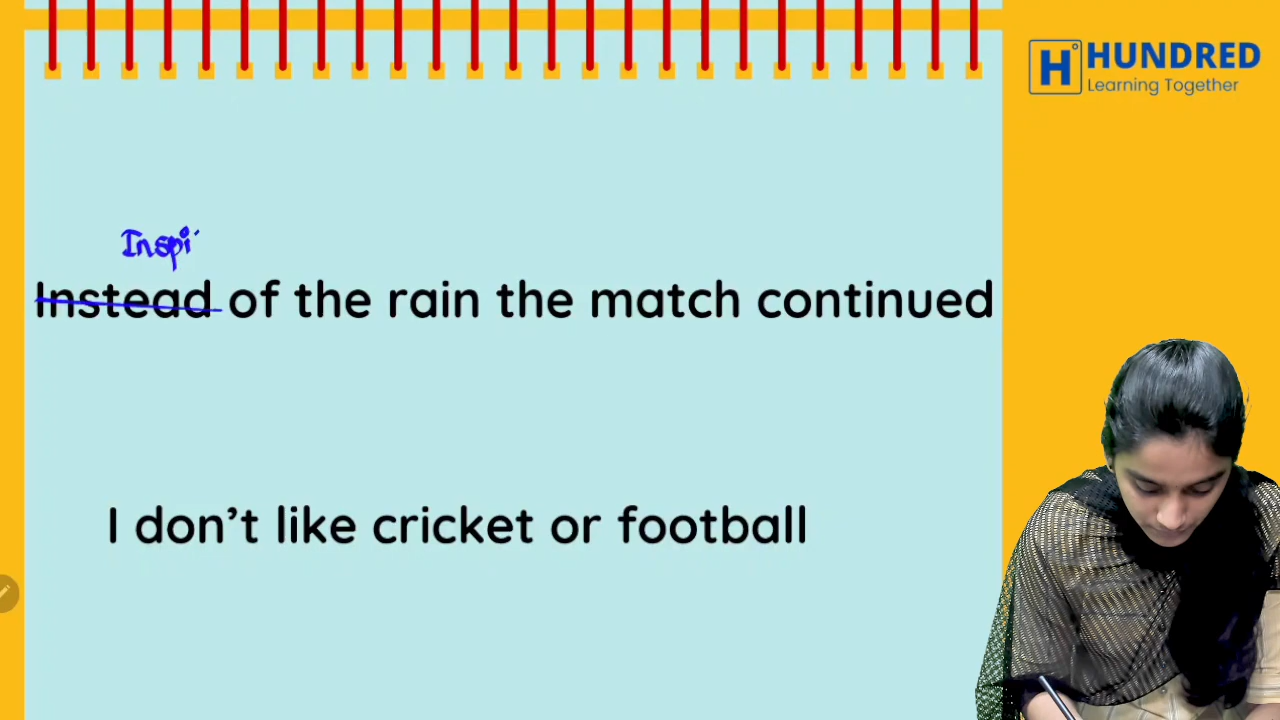 HUNDRED
Learning Together
Inspi
Instead of the rain the match continued
I don't like cricket or football